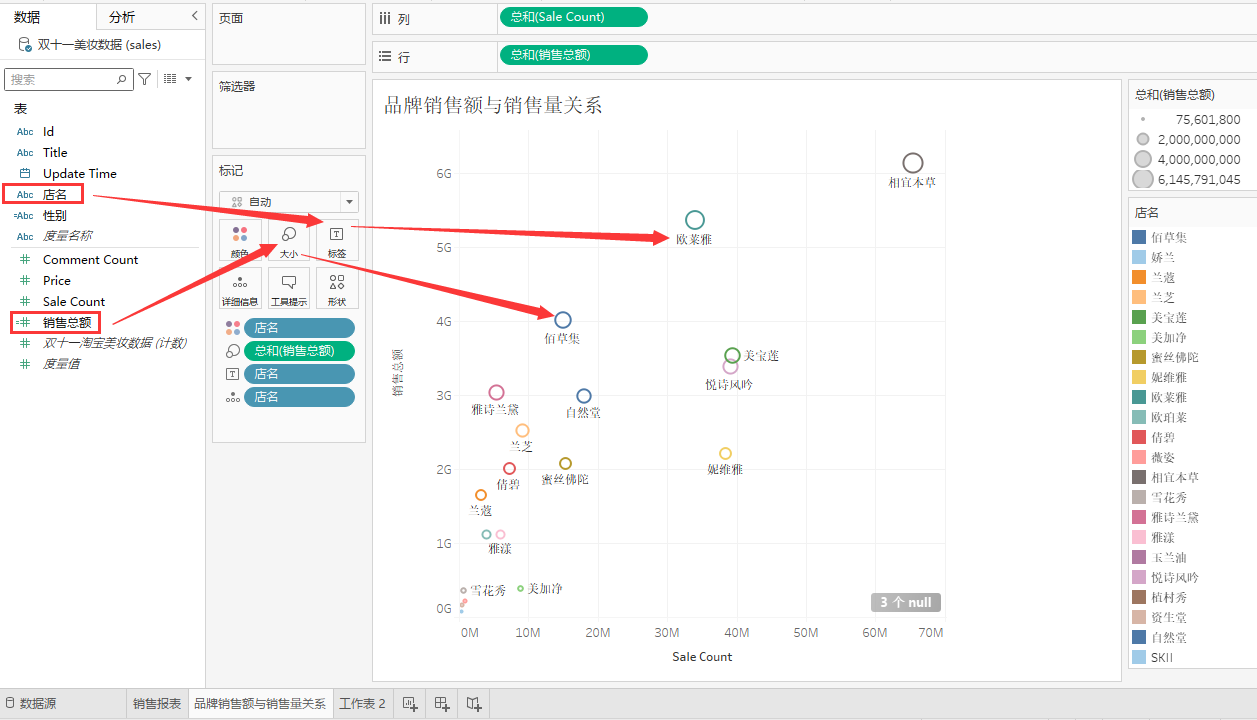 数据
分析
双十一美妆数据 (sales)
搜索
表
Abc Id
Abc Title
Update Time
Abc 店名
=Abc 性别
Abc 度量名称
Comment Count
Price
Sale Count
销售总额
双十一淘宝美妆数据 (计数)
度量值
页面
筛选器
标记
自动
颜色
大小
标签
详细信息
工具提示
形状
店名
总和(销售总额)
店名
店名
列
总和(Sale Count)
行
总和(销售总额)
品牌销售额与销售量关系
销售总额
6G
5G
4G
3G
2G
1G
0G
相宜本草
欧莱雅
佰草集
美宝莲
悦诗风吟
雅诗兰黛
自然堂
兰芝
妮维雅
蜜丝佛陀
倩碧
兰蔻
雅漾
雪花秀
美加净
3 个 null
0M
10M
20M
30M
40M
50M
60M
70M
Sale Count
总和(销售总额)
75,601,800
2,000,000,000
4,000,000,000
6,145,791,045
店名
佰草集
娇兰
兰蔻
兰芝
美宝莲
美加净
蜜丝佛陀
妮维雅
欧莱雅
欧珀莱
倩碧
薇姿
相宜本草
雪花秀
雅诗兰黛
雅漾
玉兰油
悦诗风吟
植村秀
资生堂
自然堂
SKII
数据源
销售报表
品牌销售额与销售量关系
工作表 2